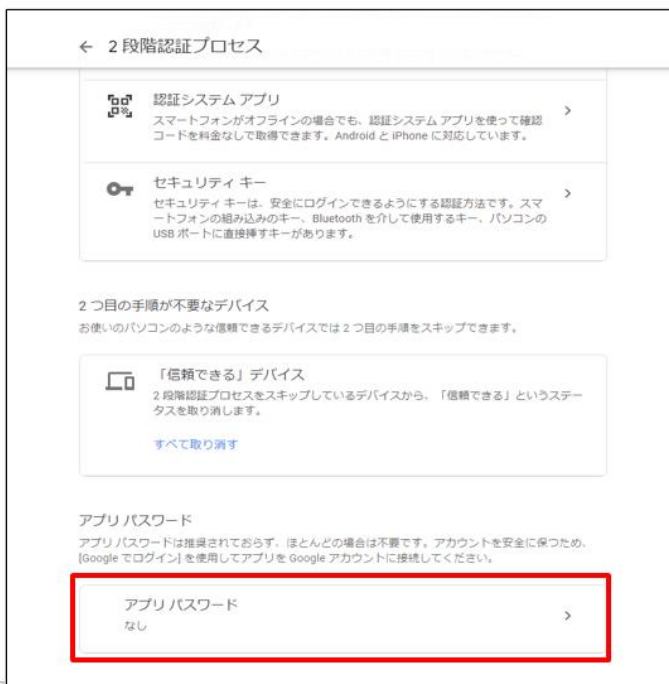 ← 2 段階認証プロセス
認証システム アプリ
スマートフォンがオフラインの場合でも、認証システム アプリを使って確認
コードを料金なしで取得できます。Android と iPhone に対応しています。
セキュリティ キー
セキュリティ キーは、安全にログインできるようにする認証方法です。スマ
ートフォンの組み込みのキー、Bluetooth を介して使用するキー、パソコンの
USB ポートに直接挿すキーがあります。
2 つ目の手順が不要なデバイス
お使いのパソコンのような信頼できるデバイスでは 2 つ目の手順をスキップできます。
「信頼できる」デバイス
2 段階認証プロセスをスキップしているデバイスから、「信頼できる」というステー
タスを取り消します。
すべて取り消す
アプリ パスワード
アプリ パスワードは推奨されておらず、ほとんどの場合は不要です。アカウントを安全に保つため、
[Google でログイン] を使用してアプリを Google アカウントに接続してください。
アプリ パスワード
なし